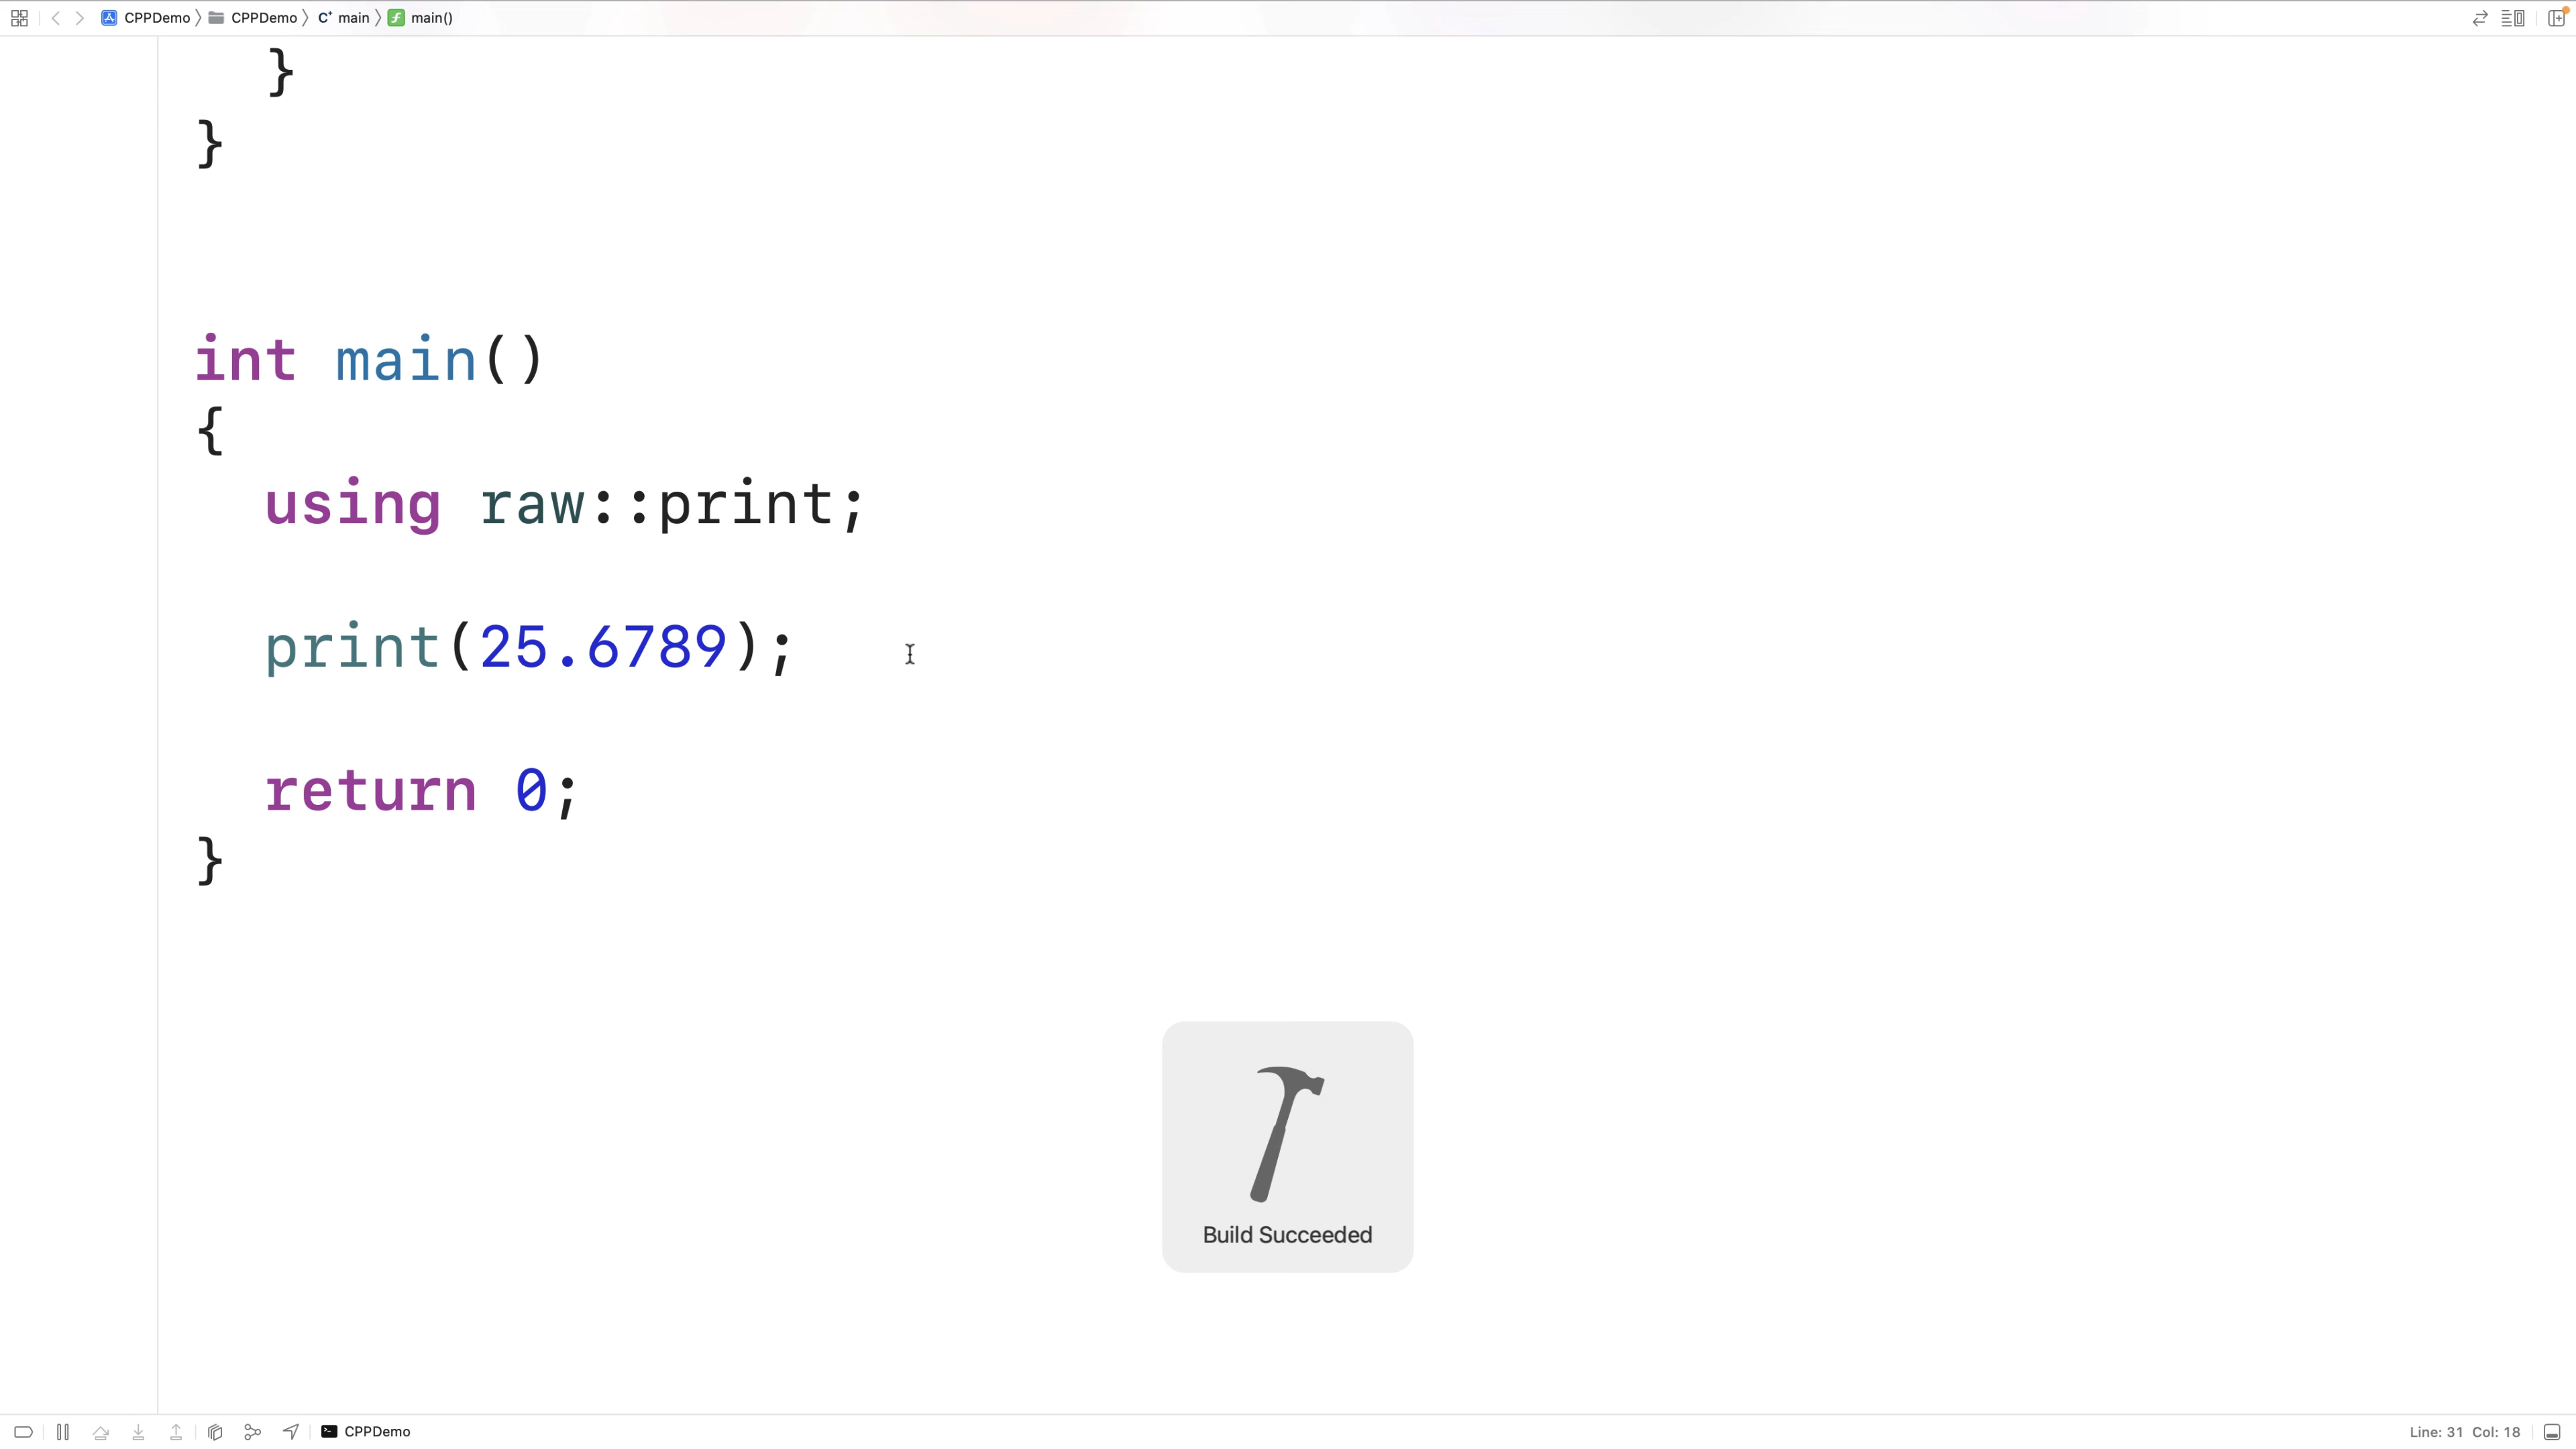 CPPDemo CPPDemo C+ main f main()
}
}
int main()
{
using raw::print;
print(25.6789);
return 0;
}
Build Succeeded
CPPDemo Line: 31 Col: 18